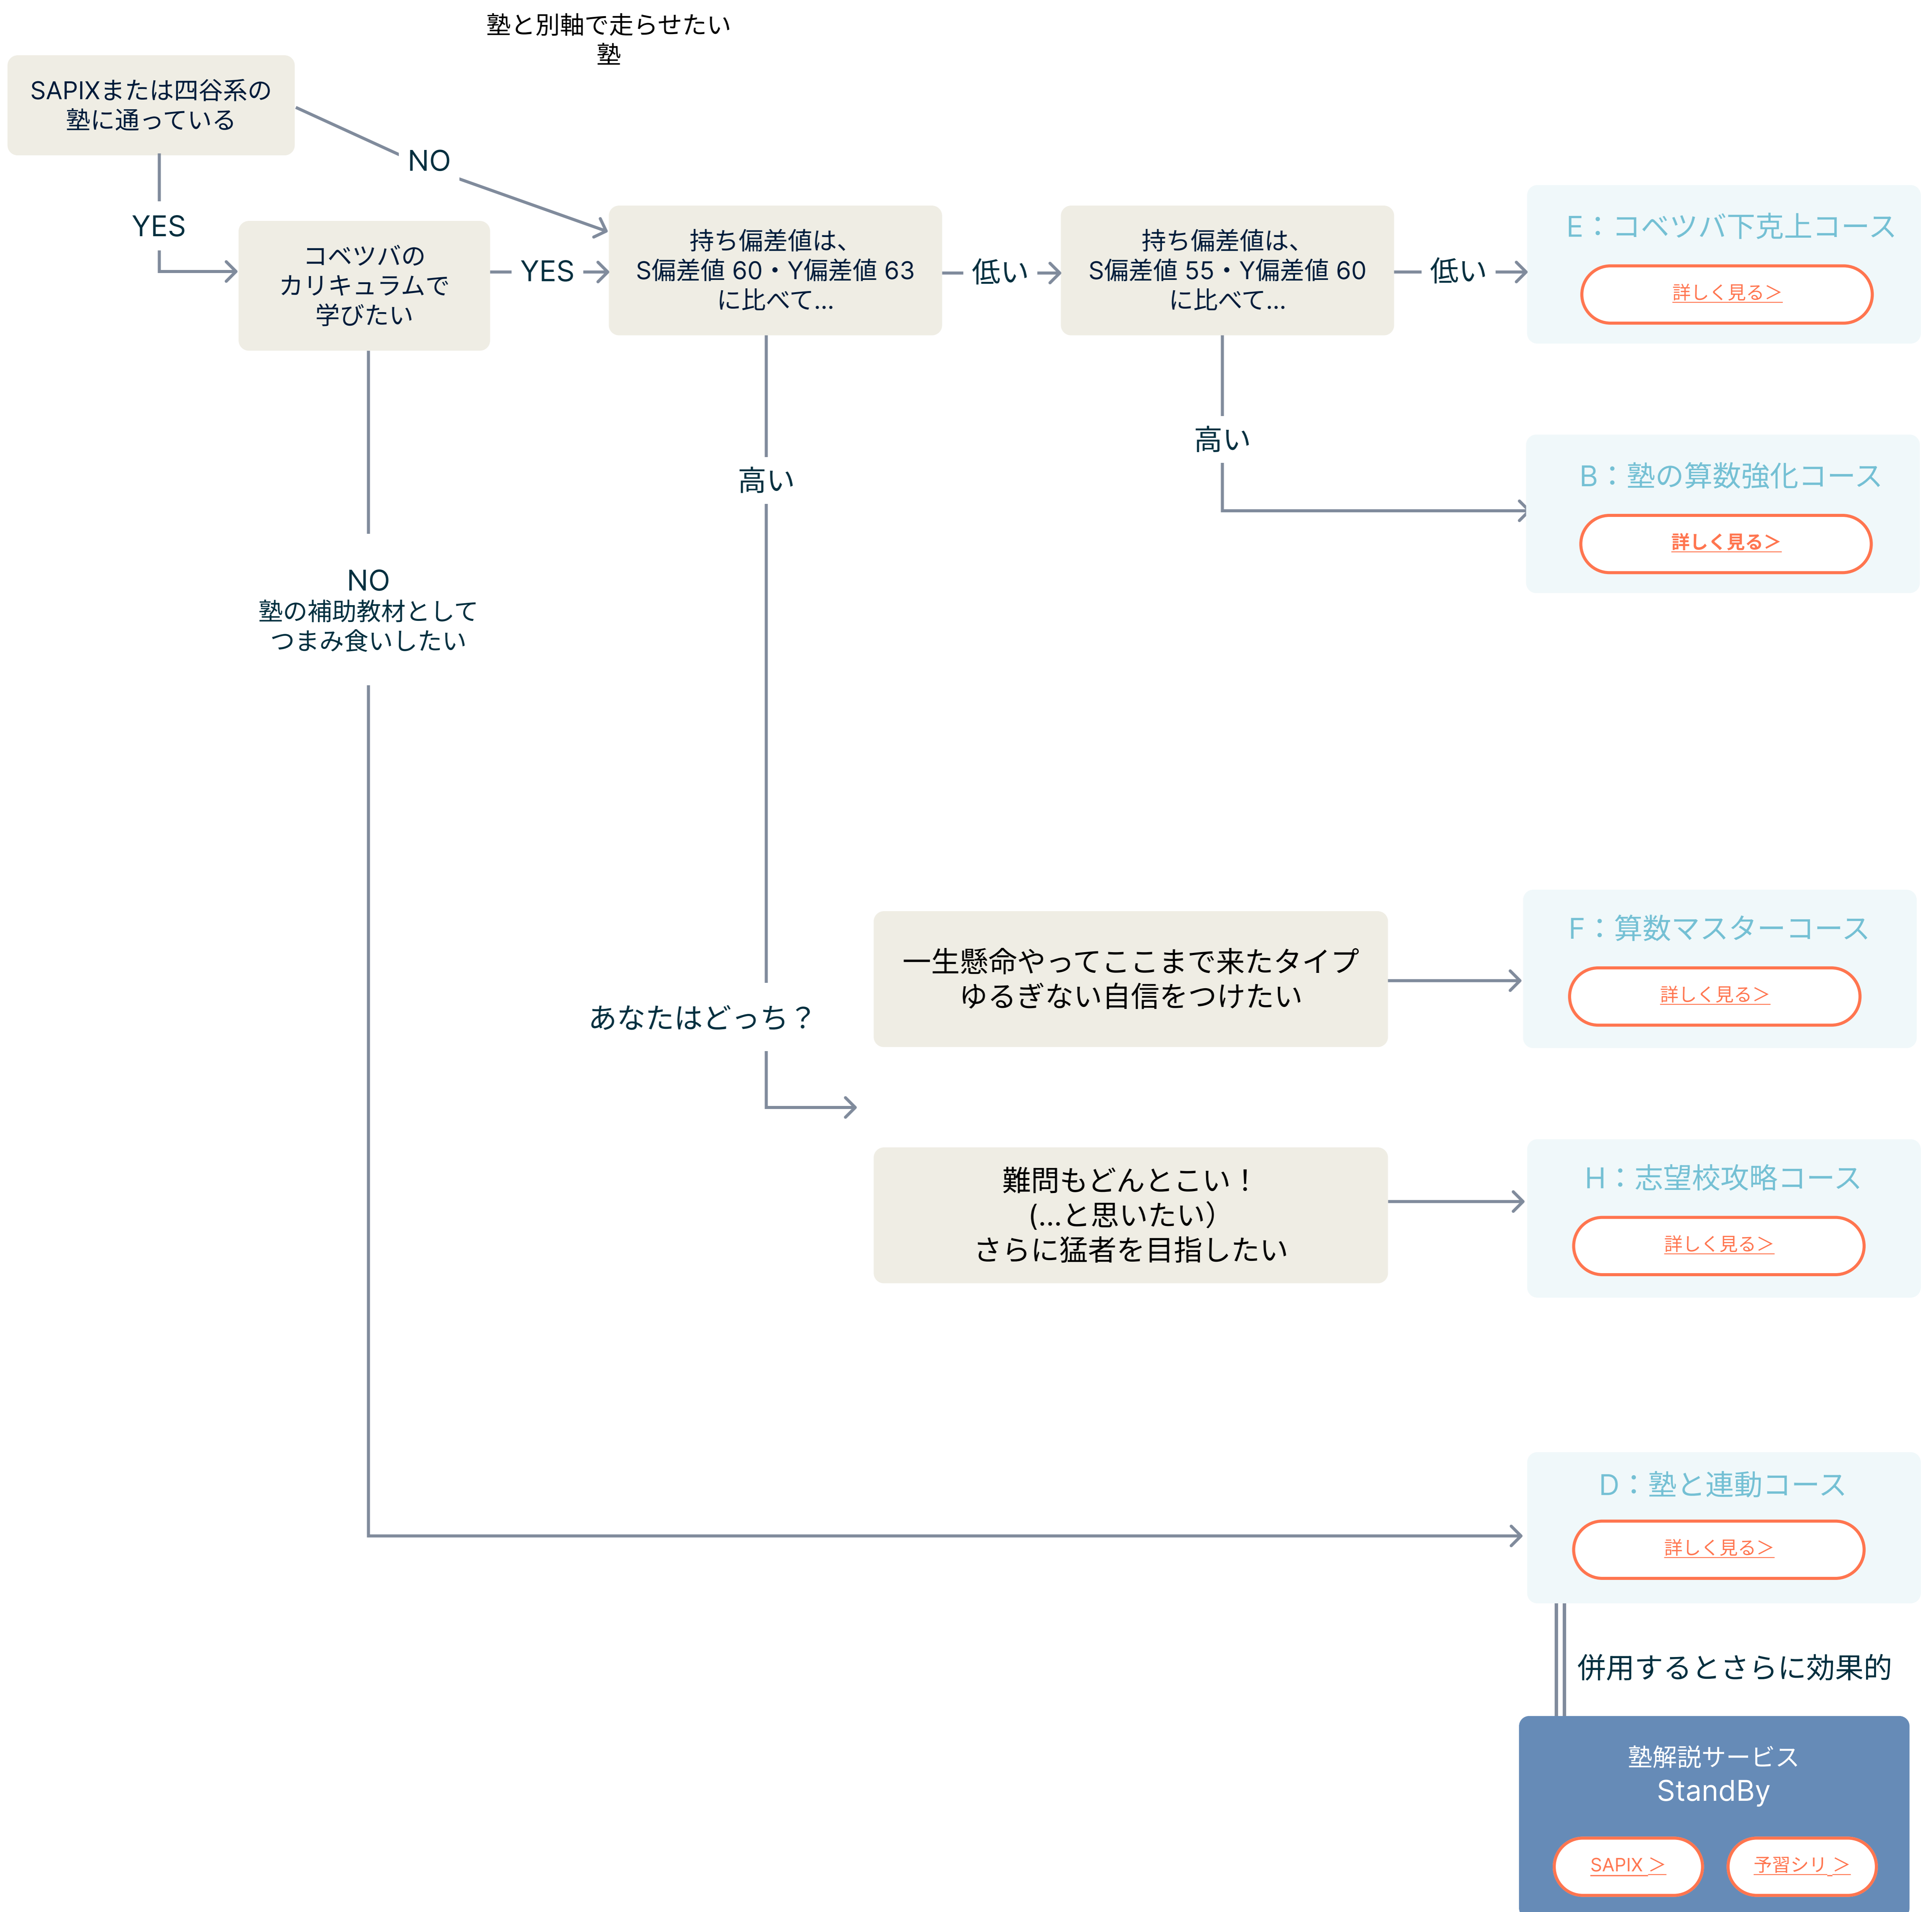 塾と別軸で走らせたい
塾
SAPIXまたは四谷系の
塾に通っている
NO
YES
コベツバの
カリキュラムで
学びたい
YES
持ち偏差値は、
S偏差値 60・Y偏差値 63
に比べて...
低い
持ち偏差値は、
S偏差値 55・Y偏差値 60
に比べて...
低い
E：コベツバ下克上コース
詳しく見る＞
高い
B：塾の算数強化コース
詳しく見る＞
高い
NO
塾の補助教材として
つまみ食いしたい
あなたはどっち？
一生懸命やってここまで来たタイプ
ゆるぎない自信をつけたい
F：算数マスターコース
詳しく見る＞
難問もどんとこい！
(...と思いたい）
さらに猛者を目指したい
H：志望校攻略コース
詳しく見る＞
D：塾と連動コース
詳しく見る＞
併用するとさらに効果的
塾解説サービス
StandBy
SAPIX ＞
予習シリ ＞